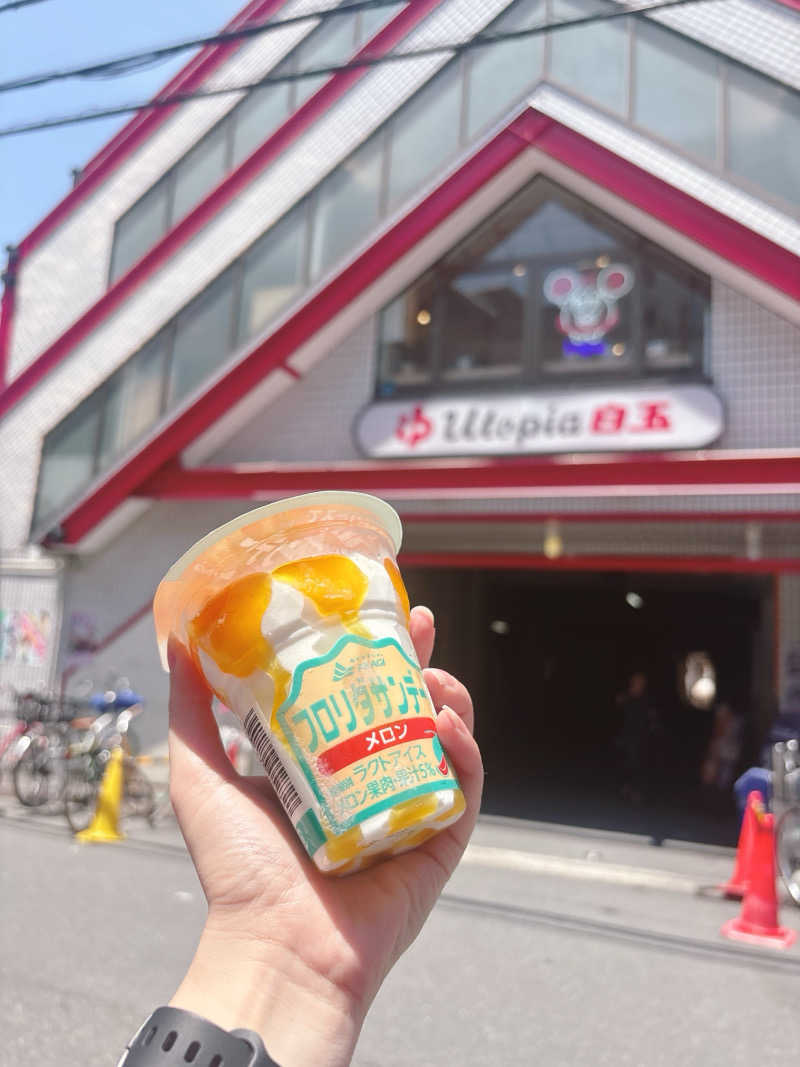 ゆ Utopia 白玉
フロリダサンデー
メロン
ラクトアイス
メロン果肉・果汁5%